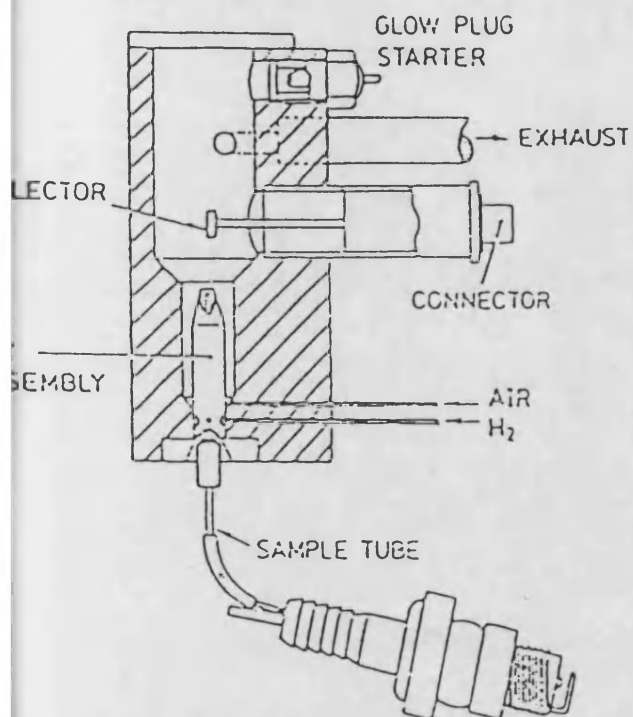 GLOW PLUG
STARTER
EXHAUST
LECTOR
CONNECTOR
SEMBLY
AIR
H₂
SAMPLE TUBE